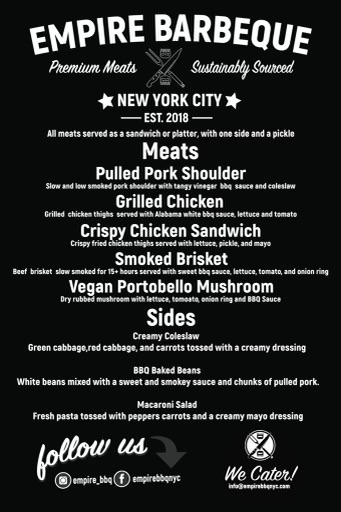 EMPIRE BARBEQUE
Premium Meats Sustainably Sourced
NEW YORK CITY
EST. 2018
All meats served as a sandwich or platter, with one side and a pickle
Meats
Pulled Pork Shoulder
Slow and low smoked pork shoulder with tangy vinegar bbq sauce and coleslaw
Grilled Chicken
Grilled chicken thighs served with Alabama white bbq sauce, lettuce and tomato
Crispy Chicken Sandwich
Crispy fried chicken thighs served with lettuce, pickle, and mayo
Smoked Brisket
Beef brisket slow smoked for 15+ hours served with sweet bbq sauce, lettuce, tomato, and onion ring
Vegan Portobello Mushroom
Dry rubbed mushroom with lettuce, tomoato, onion ring and BBQ Sauce
Sides
Creamy Coleslaw
Green cabbage,red cabbage, and carrots tossed with a creamy dressing
BBQ Baked Beans
White beans mixed with a sweet and smokey sauce and chunks of pulled pork.
Macaroni Salad
Fresh pasta tossed with peppers carrots and a creamy mayo dressing
follow us
empire_bbq empirebbqnyc
We Cater!
info@empirebbqnyc.com